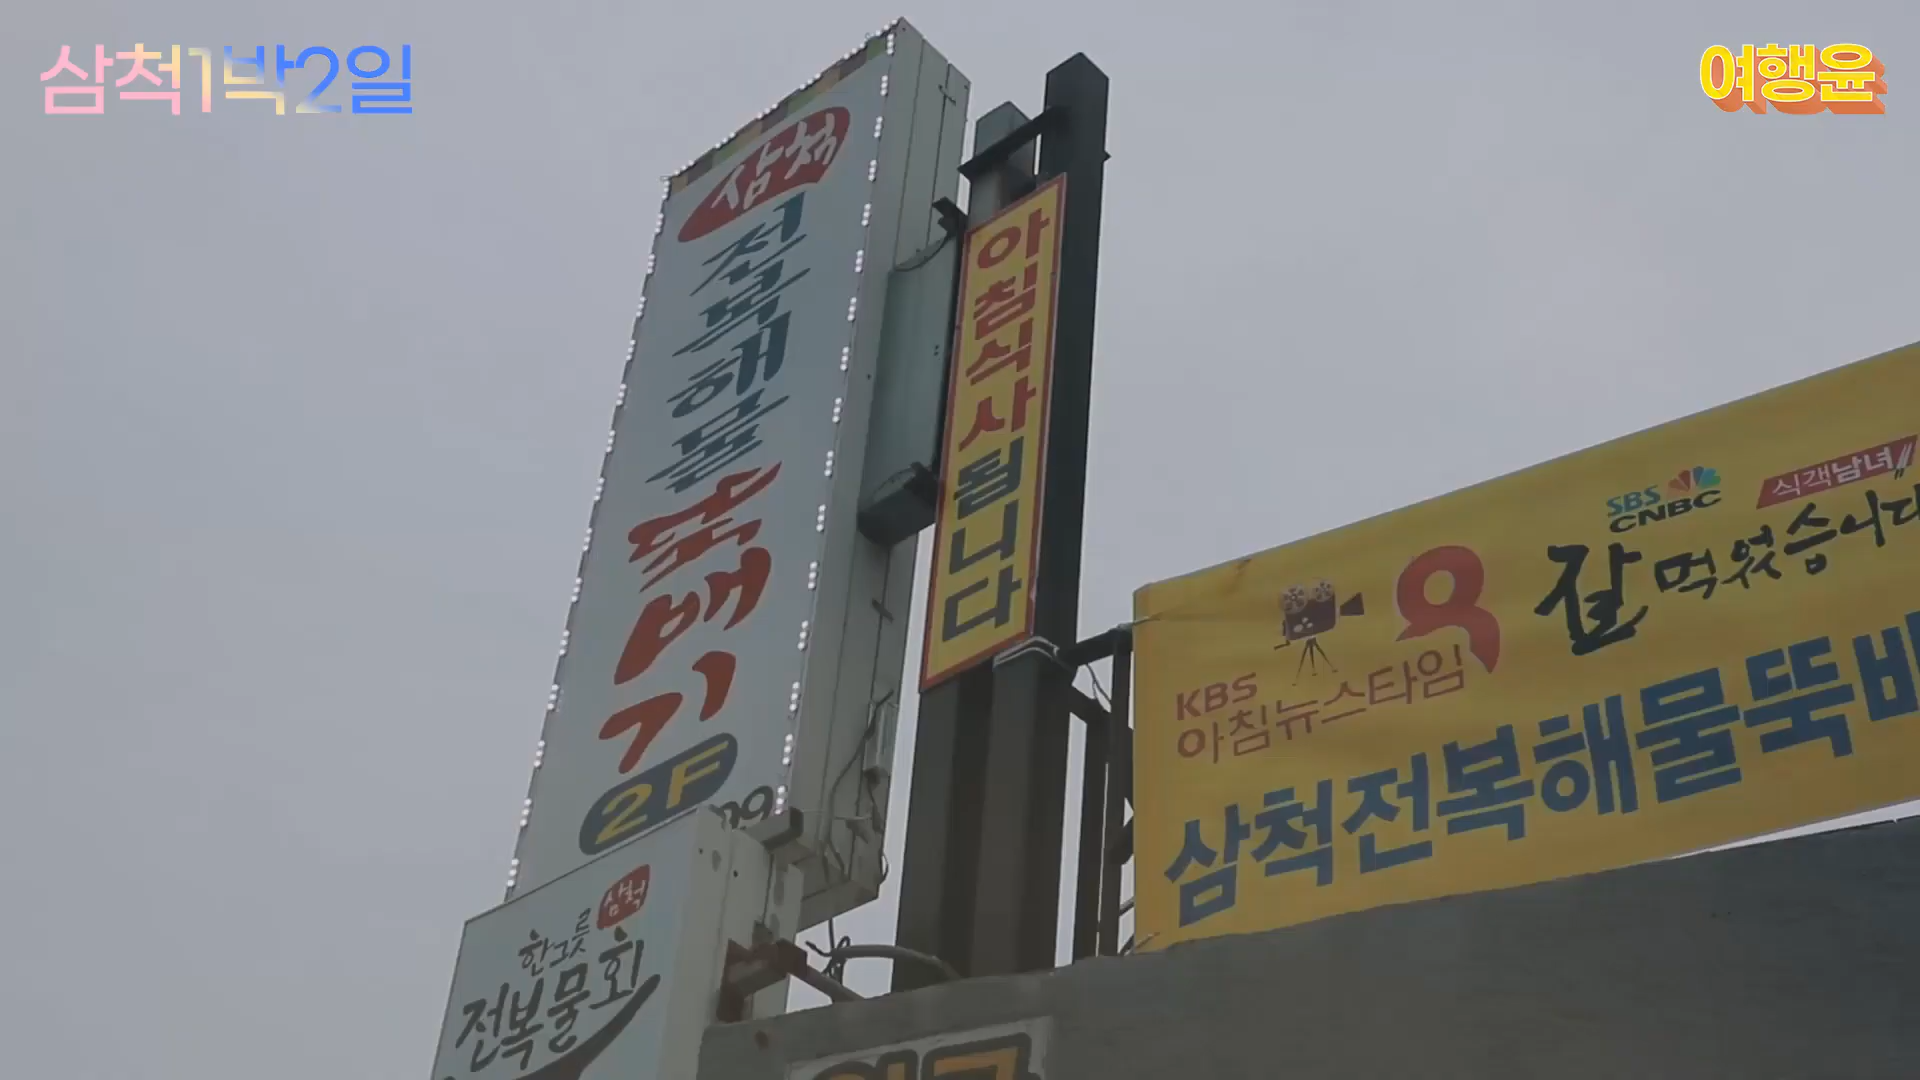 삼척1박2일
여행윤
삼척
전복해물
뚝배기
2F
아침식사됩니다
한그릇
삼척
전복물회
SBS
CNBC
식객남녀
잘 먹었습니다
KBS
아침뉴스타임
삼척전복해물뚝배